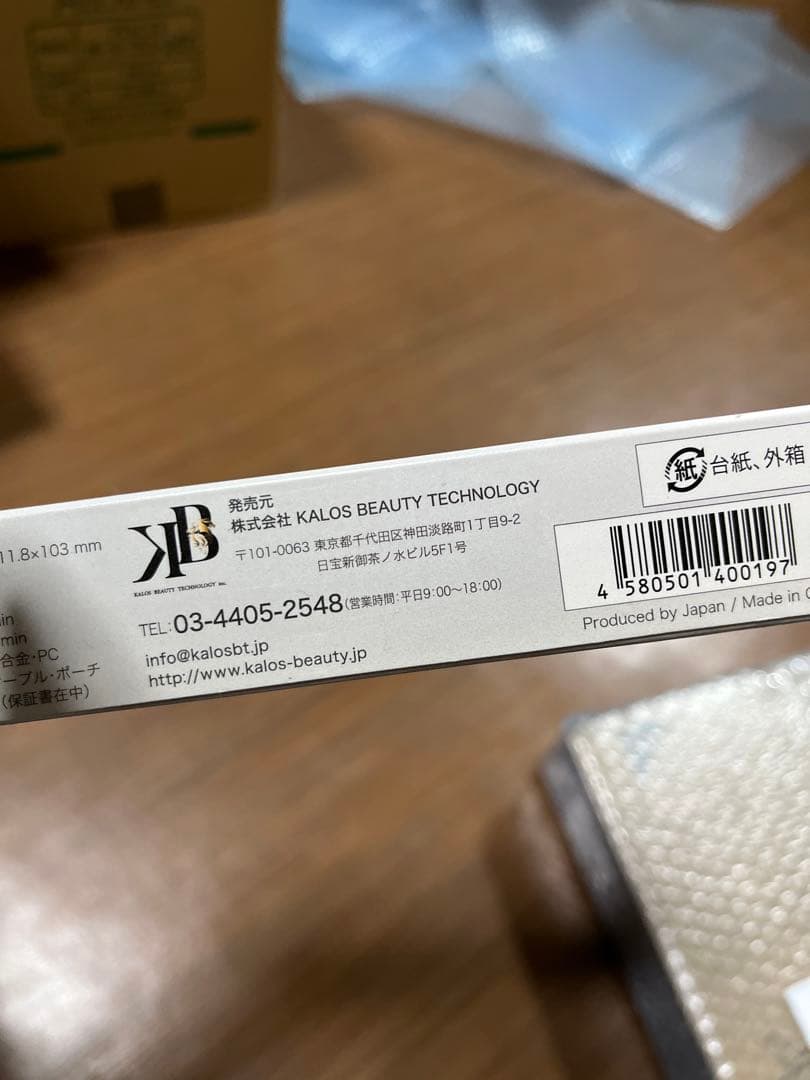 11.8×103 mm
min
合金・PC
ケーブル・ポーチ
(保証書在中)
KB
KALOS BEAUTY TECHNOLOGY Inc.
発売元
株式会社 KALOS BEAUTY TECHNOLOGY
〒101-0063 東京都千代田区神田淡路町1丁目9-2
日宝新御茶ノ水ビル5F1号
TEL:03-4405-2548(営業時間:平日9:00〜18:00)
info@kalosbt.jp
http://www.kalos-beauty.jp
紙 台紙、外箱
4 580501 400197
Produced by Japan / Made in